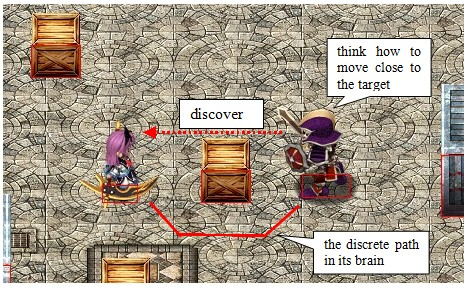 think how to
move close to
the target
discover
the discrete path
in its brain